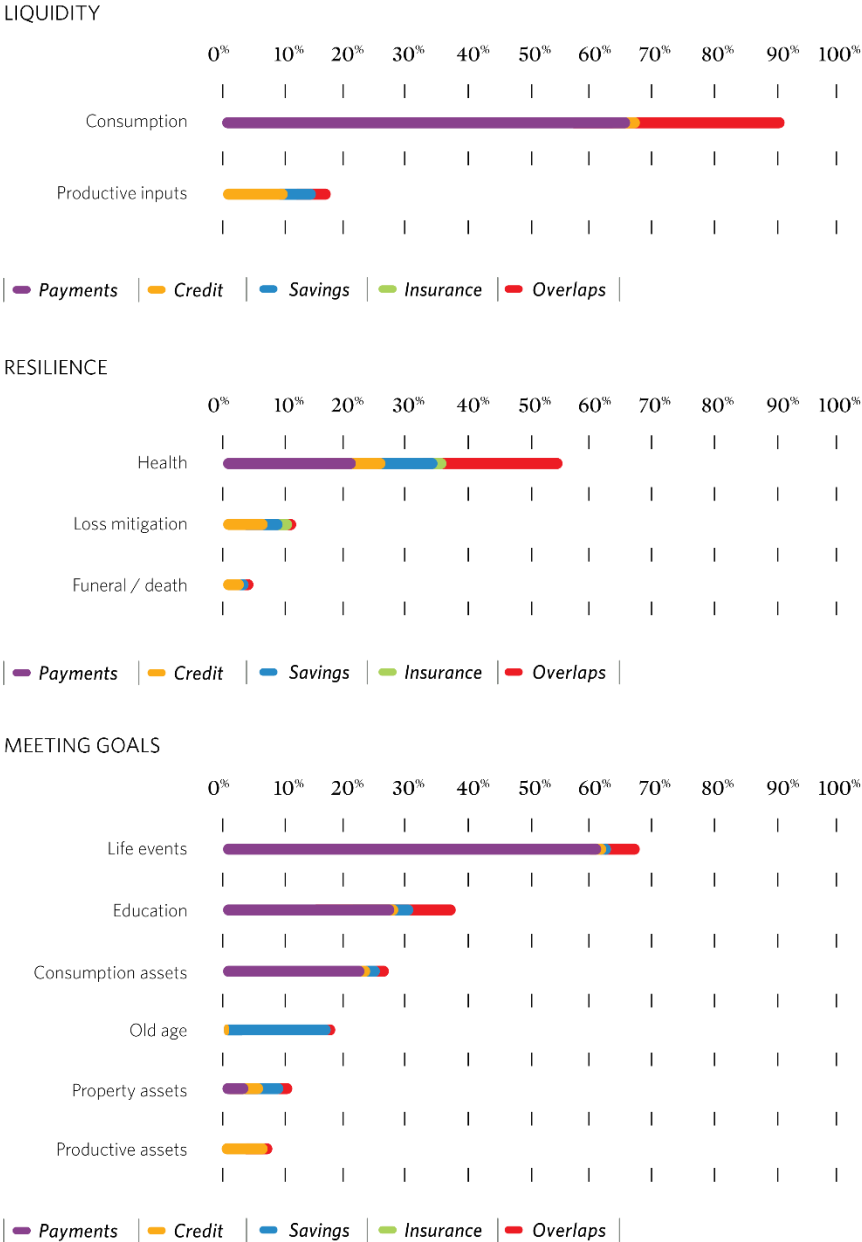 LIQUIDITY
0% 10% 20% 30% 40% 50% 60% 70% 80% 90% 100%
Consumption
Productive inputs
Payments Credit Savings Insurance Overlaps
RESILIENCE
0% 10% 20% 30% 40% 50% 60% 70% 80% 90% 100%
Health
Loss mitigation
Funeral / death
Payments Credit Savings Insurance Overlaps
MEETING GOALS
0% 10% 20% 30% 40% 50% 60% 70% 80% 90% 100%
Life events
Education
Consumption assets
Old age
Property assets
Productive assets
Payments Credit Savings Insurance Overlaps